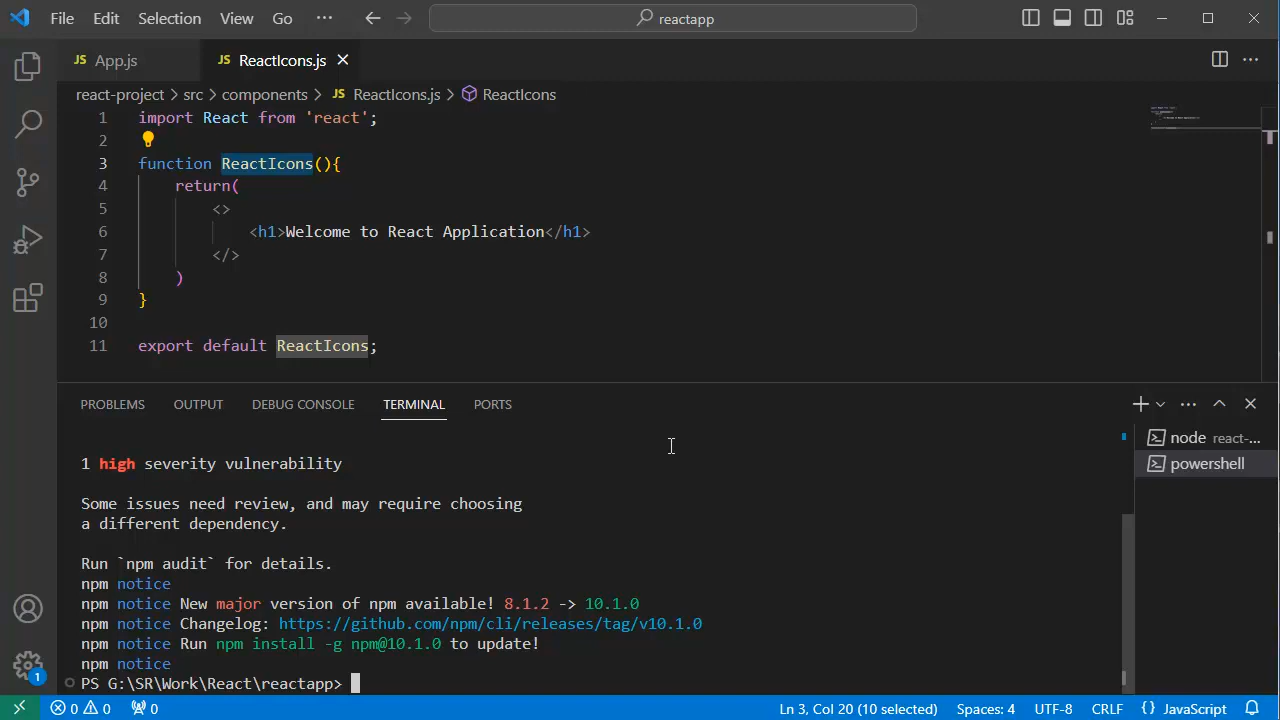 File Edit Selection View Go ··· reactapp
JS App.js JS ReactIcons.js
react-project > src > components > JS ReactIcons.js > ReactIcons
1 import React from 'react';
2
3 function ReactIcons(){
4 return(
5 <>
6 <h1>Welcome to React Application</h1>
7 </>
8 )
9 }
10
11 export default ReactIcons;
PROBLEMS OUTPUT DEBUG CONSOLE TERMINAL PORTS
node react-...
powershell
1 high severity vulnerability
Some issues need review, and may require choosing
a different dependency.
Run `npm audit` for details.
npm notice
npm notice New major version of npm available! 8.1.2 -> 10.1.0
npm notice Changelog: https://github.com/npm/cli/releases/tag/v10.1.0
npm notice Run npm install -g npm@10.1.0 to update!
npm notice
PS G:\SR\Work\React\reactapp>
1
0 0 0 Ln 3, Col 20 (10 selected) Spaces: 4 UTF-8 CRLF {} JavaScript